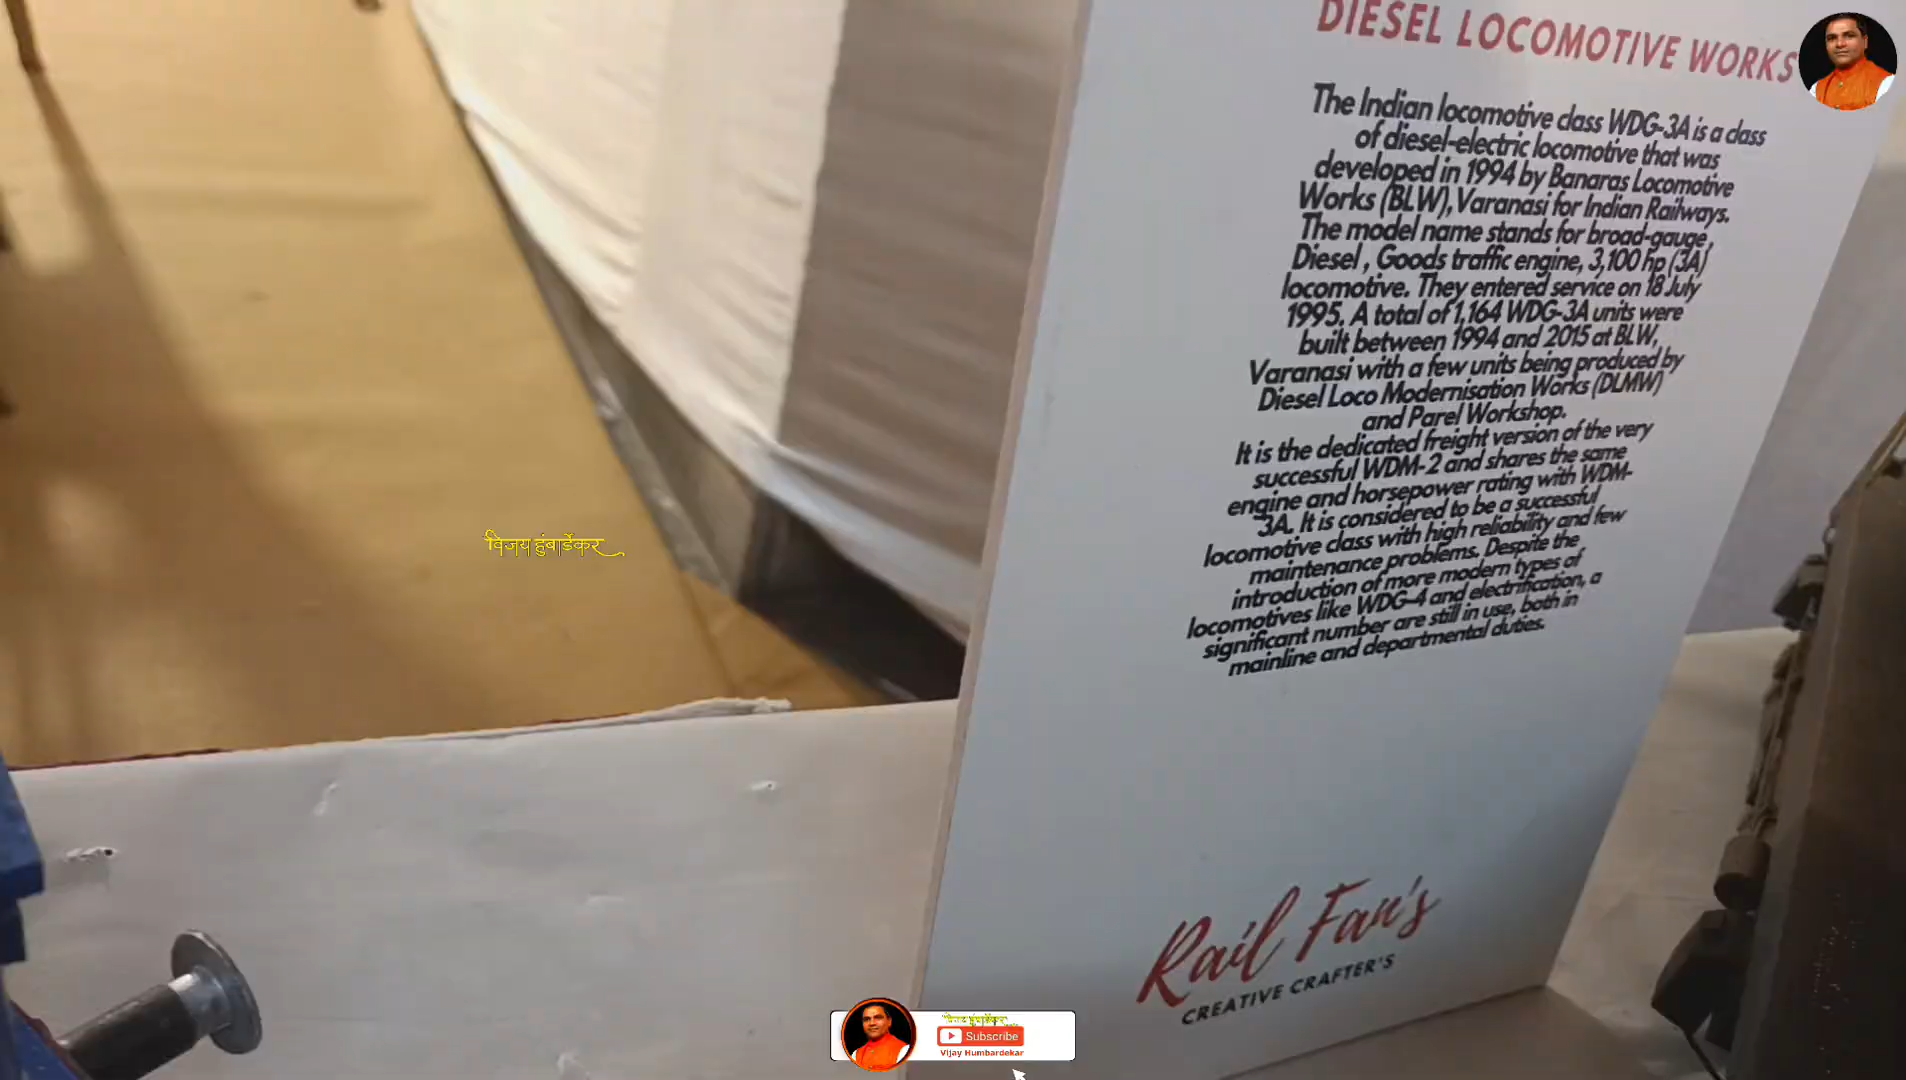 DIESEL LOCOMOTIVE WORKS
The Indian locomotive class WDG-3A is a class
of diesel-electric locomotive that was
developed in 1994 by Banaras Locomotive
Works (BLW), Varanasi for Indian Railways.
The model name stands for broad-gauge,
Diesel , Goods traffic engine, 3,100 hp (3A)
locomotive. They entered service on 18 July
1995. A total of 1,164 WDG-3A units were
built between 1994 and 2015 at BLW,
Varanasi with a few units being produced by
Diesel Loco Modernisation Works (DLMW)
and Parel Workshop.
It is the dedicated freight version of the very
successful WDM-2 and shares the same
engine and horsepower rating with WDM-
3A. It is considered to be a successful
locomotive class with high reliability and few
maintenance problems. Despite the
introduction of more modern types of
locomotives like WDG-4 and electrification, a
significant number are still in use, both in
mainline and departmental duties.
विजय हुंबार्डेकर
Rail Fan's
CREATIVE CRAFTER'S
विजय हुंबार्डेकर
Subscribe
Vijay Humbardekar